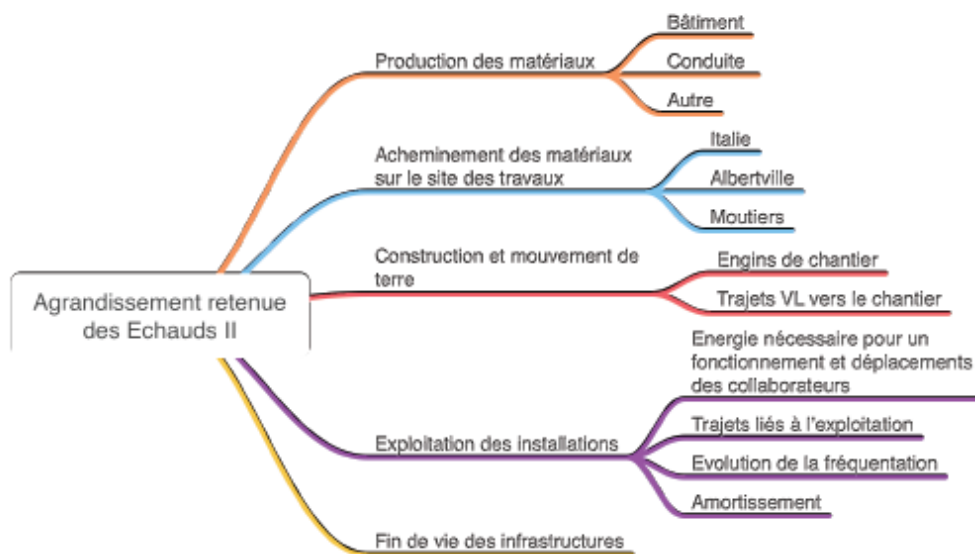 Bâtiment
Production des matériaux
Conduite
Autre
Italie
Acheminement des matériaux
sur le site des travaux
Albertville
Moutiers
Construction et mouvement de
terre
Engins de chantier
Trajets VL vers le chantier
Agrandissement retenue
des Echauds II
Energie nécessaire pour un
fonctionnement et déplacements
des collaborateurs
Trajets liés à l'exploitation
Exploitation des installations
Evolution de la fréquentation
Amortissement
Fin de vie des infrastructures